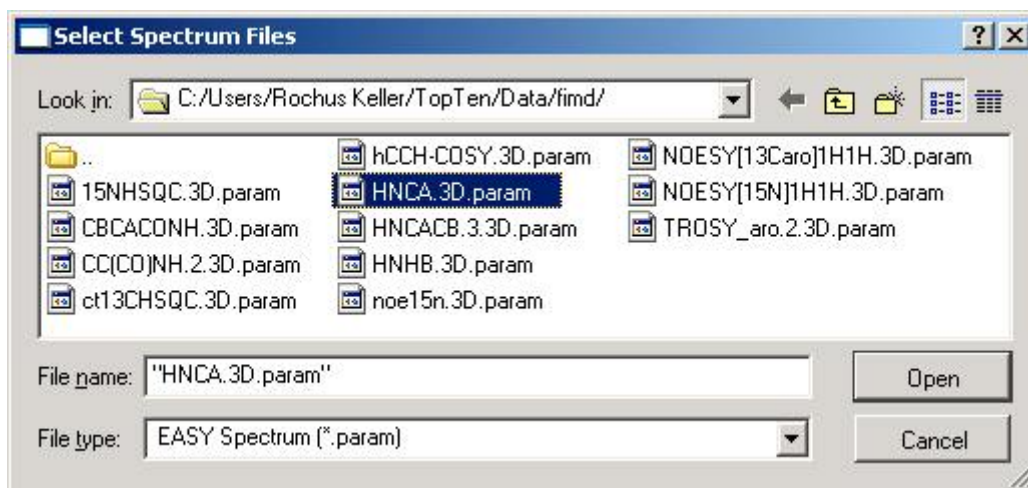 Select Spectrum Files
Look in: C:/Users/Rochus Keller/TopTen/Data/fimd/
.. hCCH-COSY.3D.param NOESY[13Caro]1H1H.3D.param
15NHSQC.3D.param HNCA.3D.param NOESY[15N]1H1H.3D.param
CBCACONH.3D.param HNCACB.3.3D.param TROSY_aro.2.3D.param
CC(CO)NH.2.3D.param HNHB.3D.param
ct13CHSQC.3D.param noe15n.3D.param
File name: "HNCA.3D.param" Open
File type: EASY Spectrum (*.param) Cancel